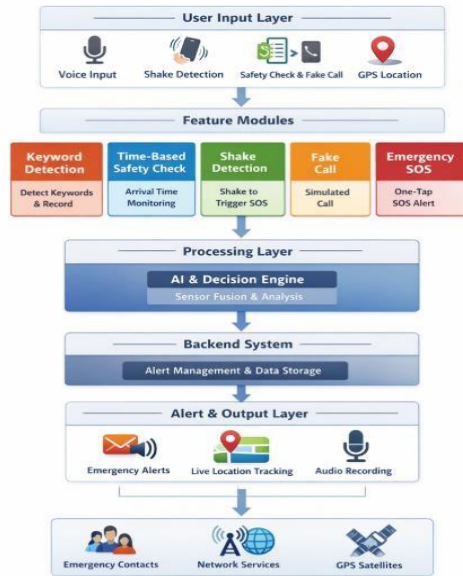 User Input Layer
Voice Input
Shake Detection
Safety Check & Fake Call
GPS Location
Feature Modules
Keyword
Detection
Detect Keywords
& Record
Time-Based
Safety Check
Arrival Time
Monitoring
Shake
Detection
Shake to
Trigger SOS
Fake
Call
Simulated
Call
Emergency
SOS
One-Tap
SOS Alert
Processing Layer
AI & Decision Engine
Sensor Fusion & Analysis
Backend System
Alert Management & Data Storage
Alert & Output Layer
Emergency Alerts
Live Location Tracking
Audio Recording
Emergency Contacts
Network Services
GPS Satellites